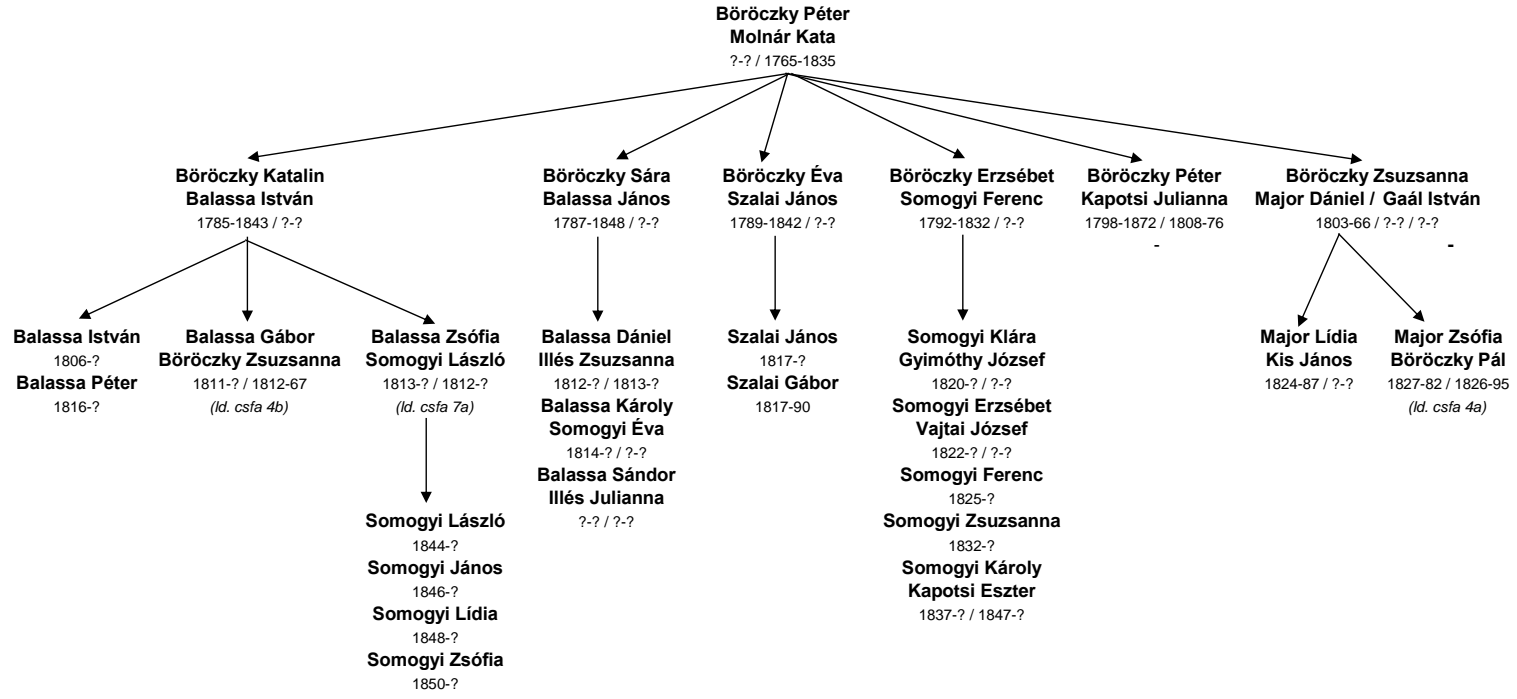 Böröczky Péter
Molnár Kata
?-? / 1765-1835
Böröczky Katalin
Balassa István
1785-1843 / ?-?
Böröczky Sára
Balassa János
1787-1848 / ?-?
Böröczky Éva
Szalai János
1789-1842 / ?-?
Böröczky Erzsébet
Somogyi Ferenc
1792-1832 / ?-?
Böröczky Péter
Kapotsi Julianna
1798-1872 / 1808-76
-
Böröczky Zsuzsanna
Major Dániel / Gaál István
1803-66 / ?-? / ?-?
-
Balassa István
1806-?
Balassa Péter
1816-?
Balassa Gábor
Böröczky Zsuzsanna
1811-? / 1812-67
(ld. csfa 4b)
Balassa Zsófia
Somogyi László
1813-? / 1812-?
(ld. csfa 7a)
Somogyi László
1844-?
Somogyi János
1846-?
Somogyi Lídia
1848-?
Somogyi Zsófia
1850-?
Balassa Dániel
Illés Zsuzsanna
1812-? / 1813-?
Balassa Károly
Somogyi Éva
1814-? / ?-?
Balassa Sándor
Illés Julianna
?-? / ?-?
Szalai János
1817-?
Szalai Gábor
1817-90
Somogyi Klára
Gyimóthy József
1820-? / ?-?
Somogyi Erzsébet
Vajtai József
1822-? / ?-?
Somogyi Ferenc
1825-?
Somogyi Zsuzsanna
1832-?
Somogyi Károly
Kapotsi Eszter
1837-? / 1847-?
Major Lídia
Kis János
1824-87 / ?-?
Major Zsófia
Böröczky Pál
1827-82 / 1826-95
(ld. csfa 4a)